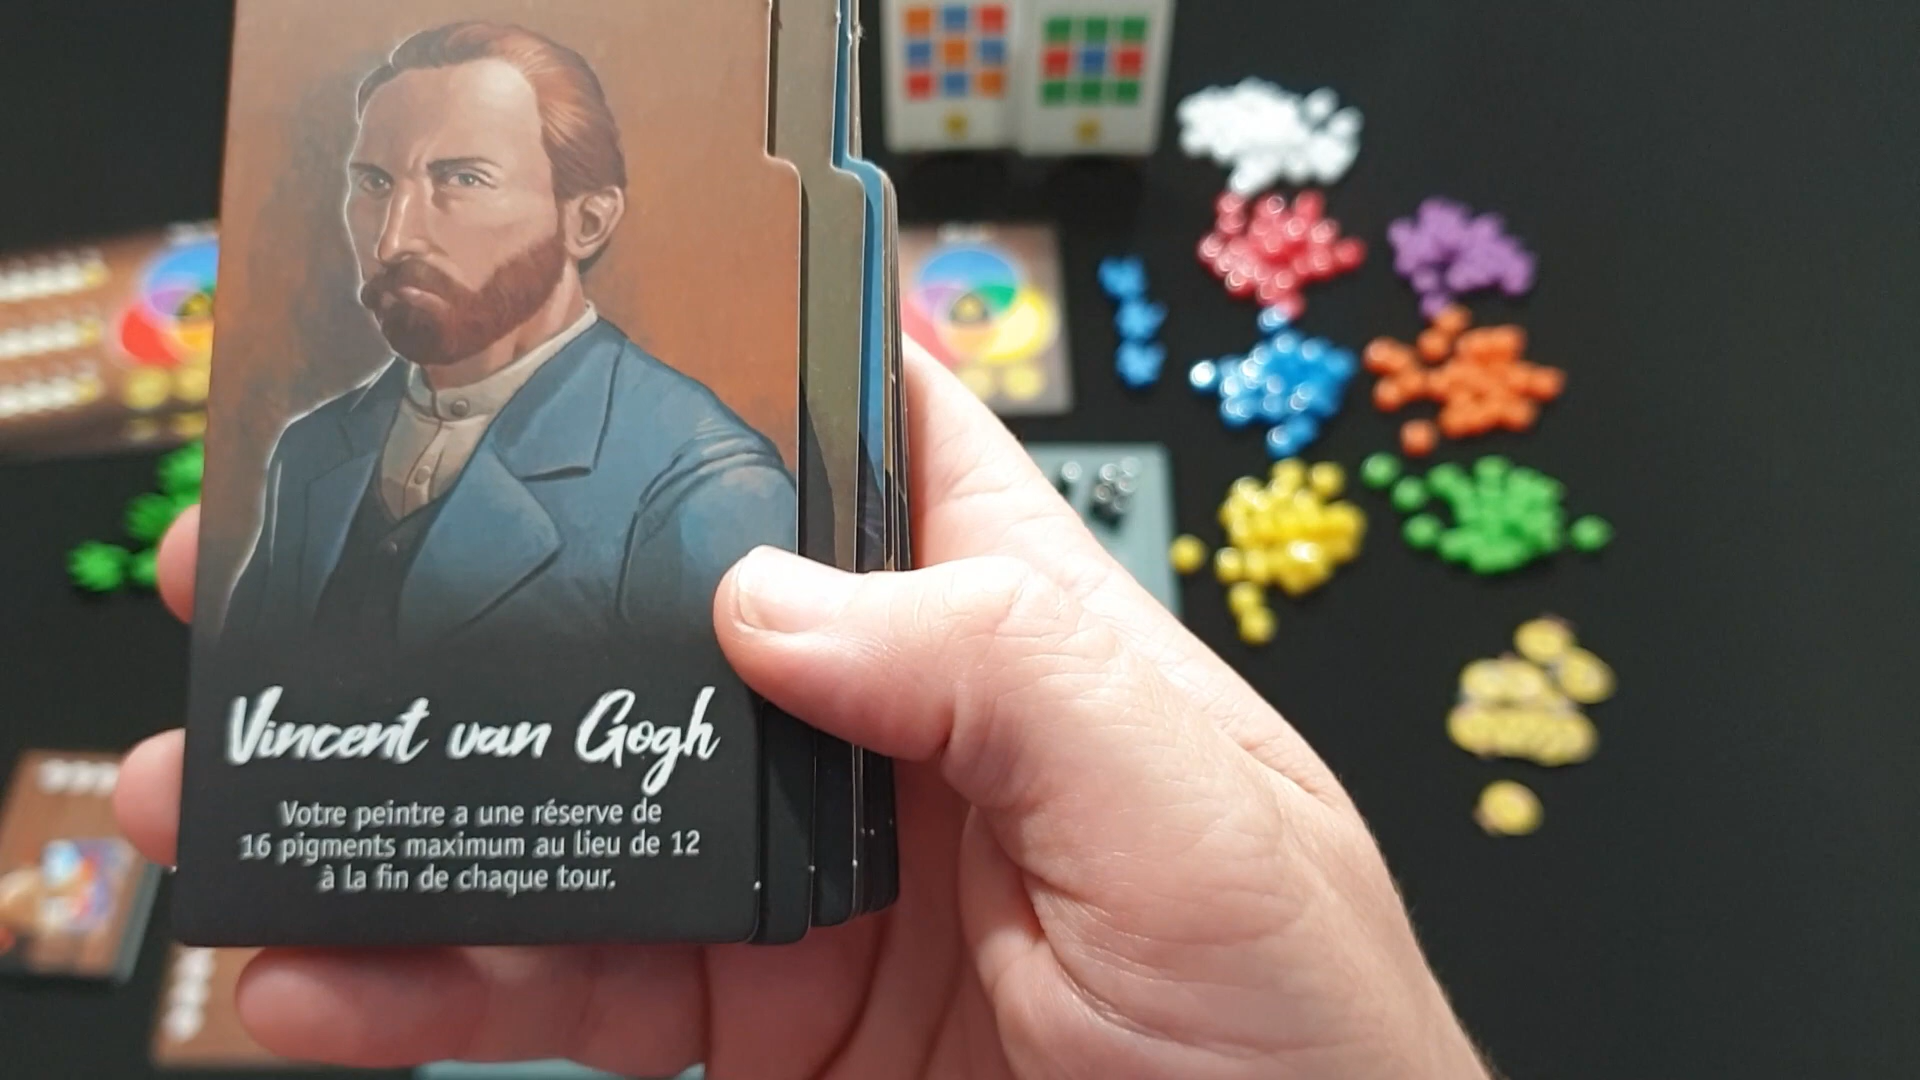 Vincent van Gogh
Votre peintre a une réserve de
16 pigments maximum au lieu de 12
à la fin de chaque tour.